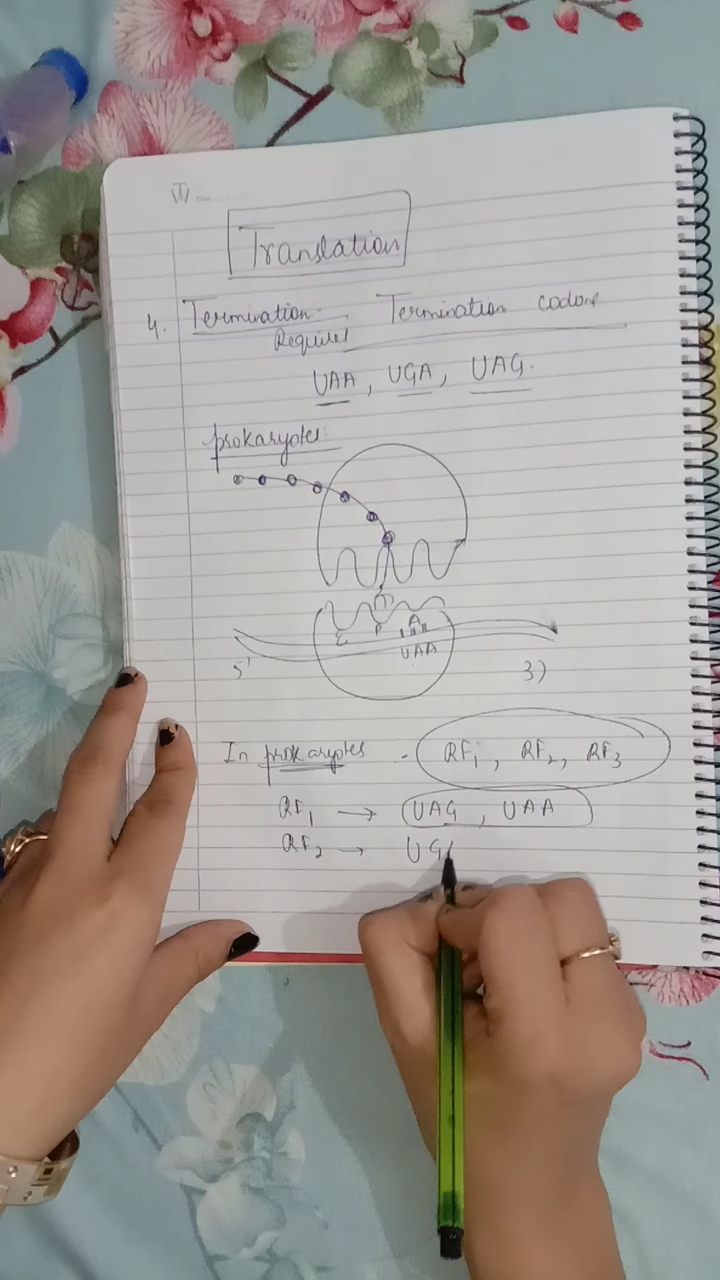 Translation
4. Termination Termination codons
Requires
UAA, UGA, UAG.
prokaryotes:
E P A
UAA
5' 3)
In prokaryotes - RF1, RF2, RF3
RF1 → UAG, UAA
RF2 → UG